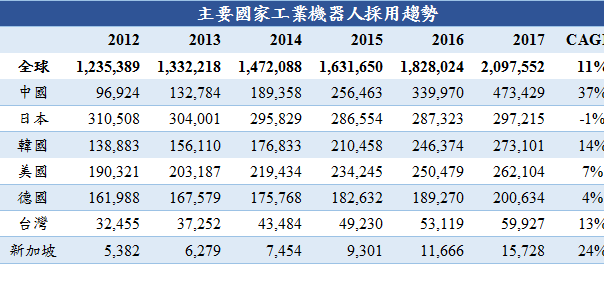 主要國家工業機器人採用趨勢
2012 2013 2014 2015 2016 2017 CAG
全球 1,235,389 1,332,218 1,472,088 1,631,650 1,828,024 2,097,552 11%
中國 96,924 132,784 189,358 256,463 339,970 473,429 37%
日本 310,508 304,001 295,829 286,554 287,323 297,215 -1%
韓國 138,883 156,110 176,833 210,458 246,374 273,101 14%
美國 190,321 203,187 219,434 234,245 250,479 262,104 7%
德國 161,988 167,579 175,768 182,632 189,270 200,634 4%
台灣 32,455 37,252 43,484 49,230 53,119 59,927 13%
新加坡 5,382 6,279 7,454 9,301 11,666 15,728 24%